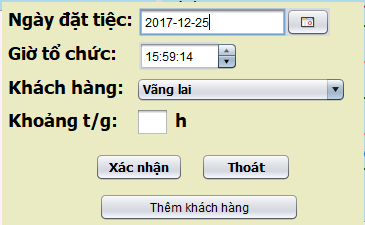 Ngày đặt tiệc: 2017-12-25
Giờ tổ chức: 15:59:14
Khách hàng: Vãng lai
Khoảng t/g: h
Xác nhận Thoát
Thêm khách hàng